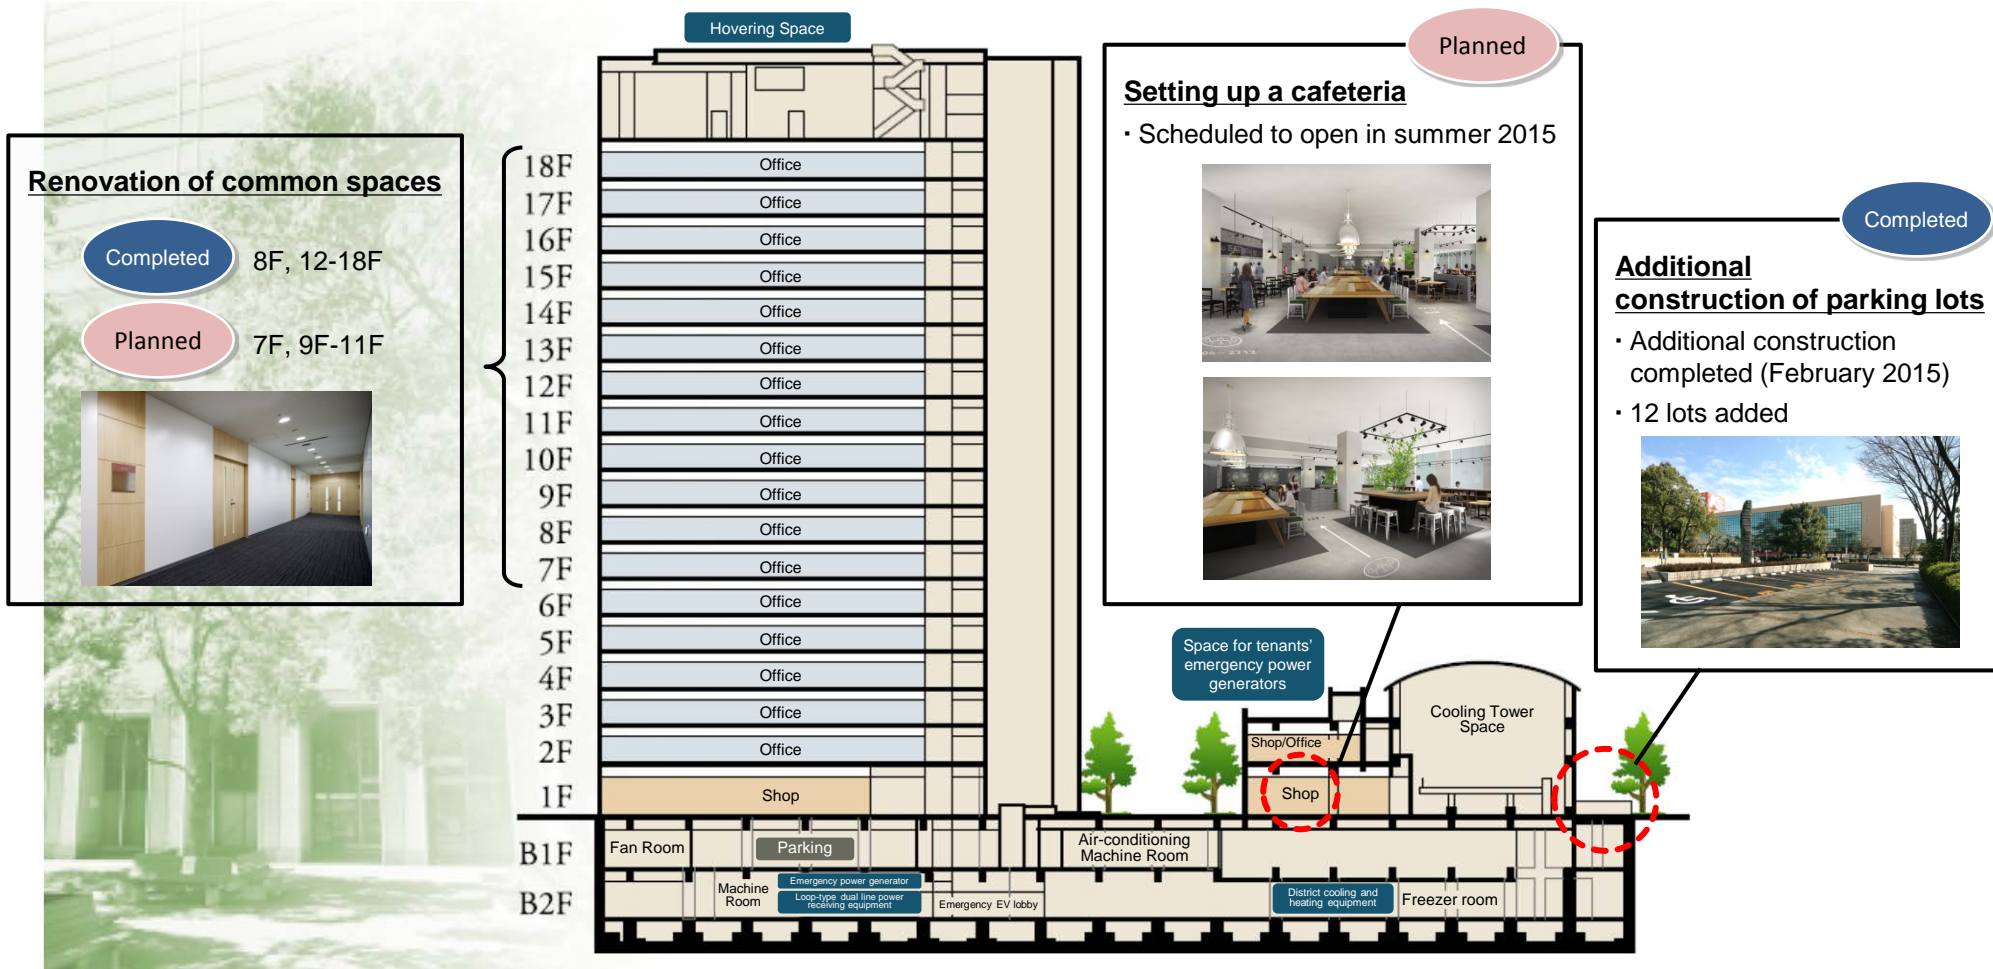 Hovering Space
Planned
Setting up a cafeteria
・Scheduled to open in summer 2015
Renovation of common spaces
Completed
8F, 12-18F
Planned
7F, 9F-11F
Completed
Additional
construction of parking lots
・Additional construction
completed (February 2015)
・12 lots added
18F Office
17F Office
16F Office
15F Office
14F Office
13F Office
12F Office
11F Office
10F Office
9F Office
8F Office
7F Office
6F Office
5F Office
4F Office
3F Office
2F Office
1F Shop
Space for tenants'
emergency power
generators
Cooling Tower
Space
Shop/Office
Shop
B1F Fan Room
Parking
Air-conditioning
Machine Room
B2F
Machine
Room
Emergency power generator
Loop-type dual line power
receiving equipment
Emergency EV lobby
District cooling and
heating equipment
Freezer room